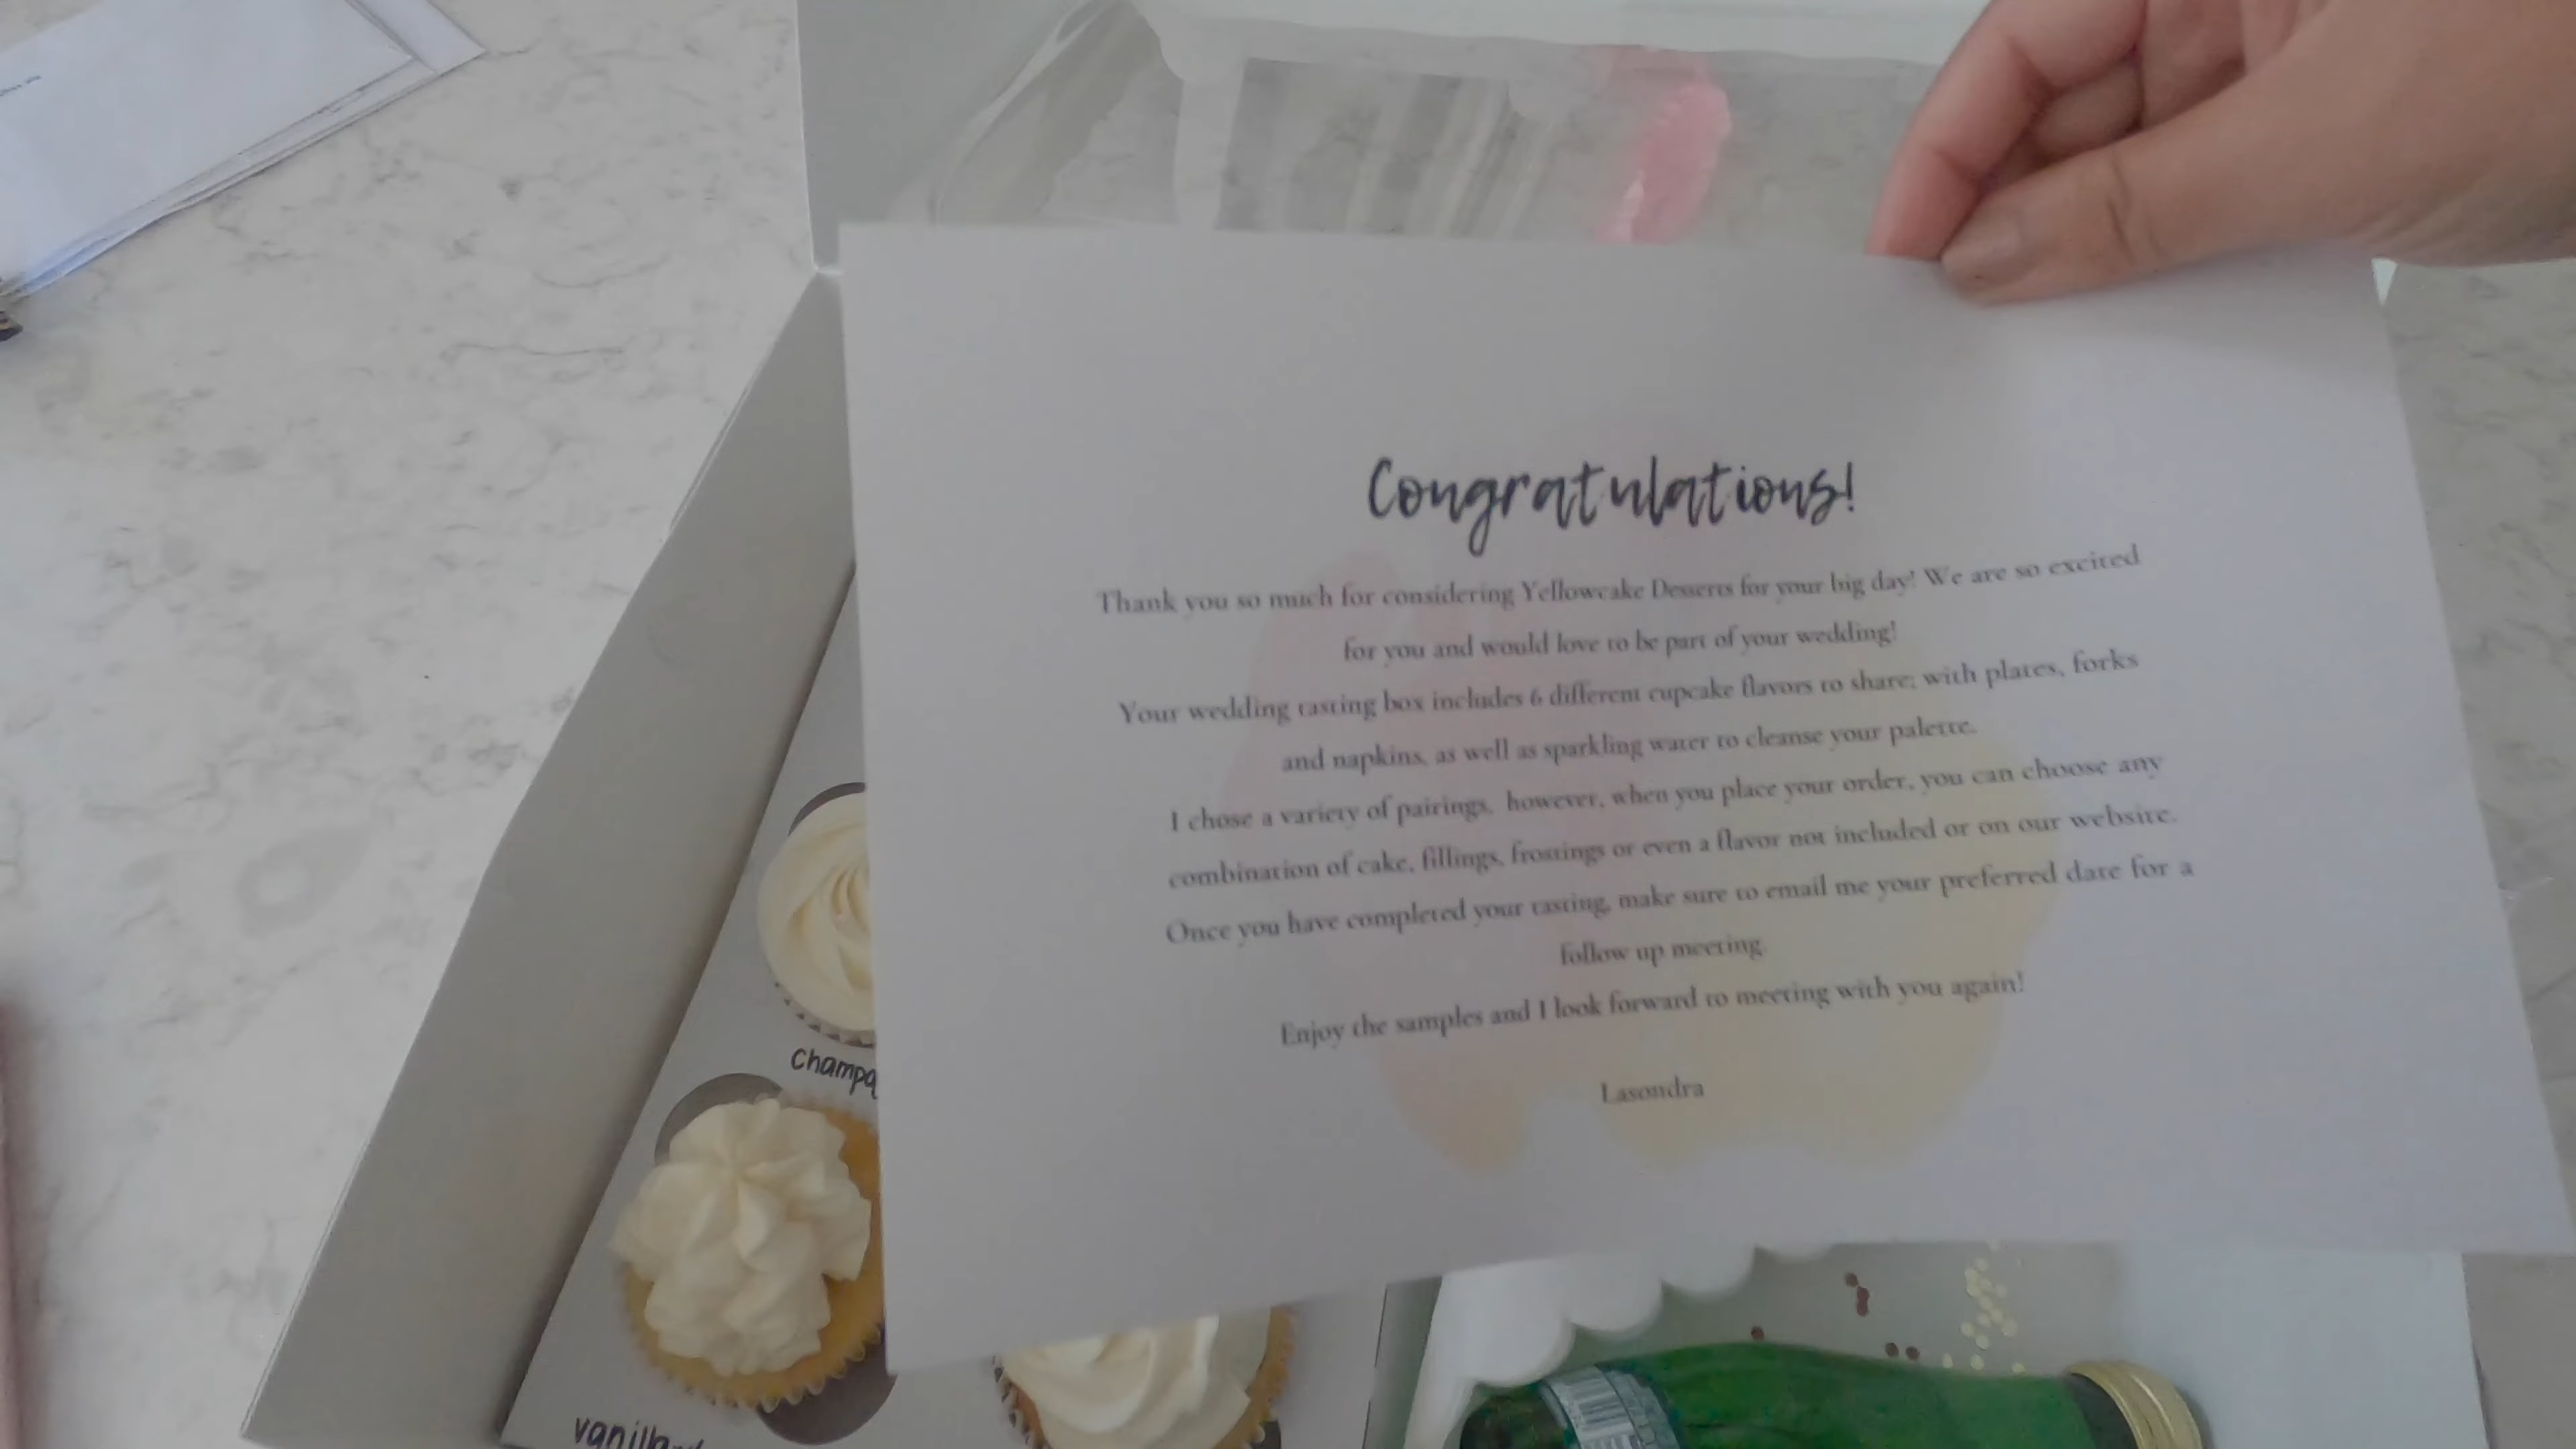 Congratulations!
Thank you so much for considering Yellowcake Desserts for your big day! We are so excited
for you and would love to be part of your wedding!
Your wedding tasting box includes 6 different cupcake flavors to share; with plates, forks
and napkins, as well as sparkling water to cleanse your palette.
I chose a variety of pairings, however, when you place your order, you can choose any
combination of cake, fillings, frostings or even a flavor not included or on our website.
Once you have completed your tasting, make sure to email me your preferred date for a
follow up meeting.
Enjoy the samples and I look forward to meeting with you again!
Lasondra
champa